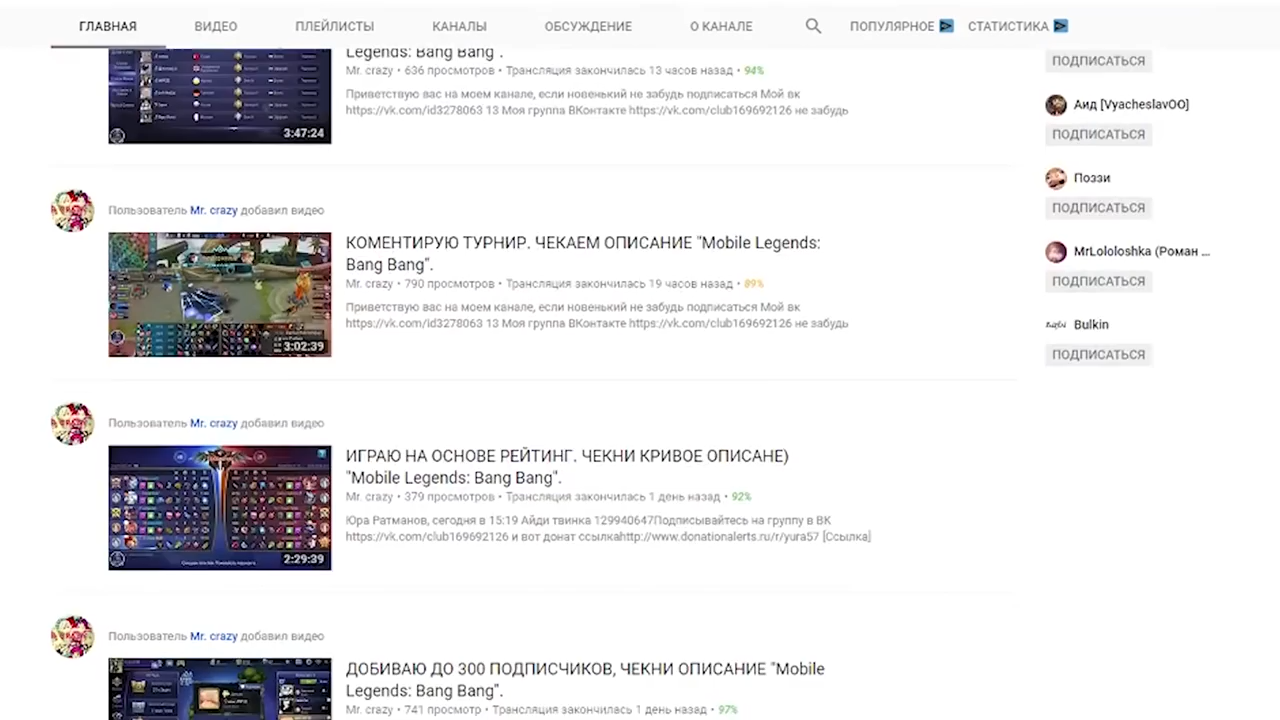 ГЛАВНАЯ
ВИДЕО
ПЛЕЙЛИСТЫ
КАНАЛЫ
ОБСУЖДЕНИЕ
О КАНАЛЕ
ПОПУЛЯРНОЕ
СТАТИСТИКА
Legends: Bang Bang".
Mr. crazy • 636 просмотров • Трансляция закончилась 13 часов назад • 94%
Приветствую вас на моем канале, если новенький не забудь подписаться Мой вк
https://vk.com/id3278063 13 Моя группа ВКонтакте https://vk.com/club169692126 не забудь
3:47:24
Пользователь Mr. crazy добавил видео
КОМЕНТИРУЮ ТУРНИР. ЧЕКАЕМ ОПИСАНИЕ "Mobile Legends:
Bang Bang".
Mr. crazy • 790 просмотров • Трансляция закончилась 19 часов назад • 89%
Приветствую вас на моем канале, если новенький не забудь подписаться Мой вк
https://vk.com/id3278063 13 Моя группа ВКонтакте https://vk.com/club169692126 не забудь
3:02:39
Пользователь Mr. crazy добавил видео
ИГРАЮ НА ОСНОВЕ РЕЙТИНГ. ЧЕКНИ КРИВОЕ ОПИСАНЕ)
"Mobile Legends: Bang Bang".
Mr. crazy • 379 просмотров • Трансляция закончилась 1 день назад • 92%
Юра Ратманов, сегодня в 15:19 Айди твинка 129940647Подписывайтесь на группу в ВК
https://vk.com/club169692126 и вот донат ссылкаhttp://www.donationalerts.ru/r/yura57 [Ссылка]
2:29:39
Пользователь Mr. crazy добавил видео
ДОБИВАЮ ДО 300 ПОДПИСЧИКОВ, ЧЕКНИ ОПИСАНИЕ "Mobile
Legends: Bang Bang".
Mr. crazy • 741 просмотр • Трансляция закончилась 1 день назад • 97%
ПОДПИСАТЬСЯ
Аид [VyacheslavOO]
ПОДПИСАТЬСЯ
Поззи
ПОДПИСАТЬСЯ
MrLololoshka (Роман ...
ПОДПИСАТЬСЯ
Bulkin
ПОДПИСАТЬСЯ